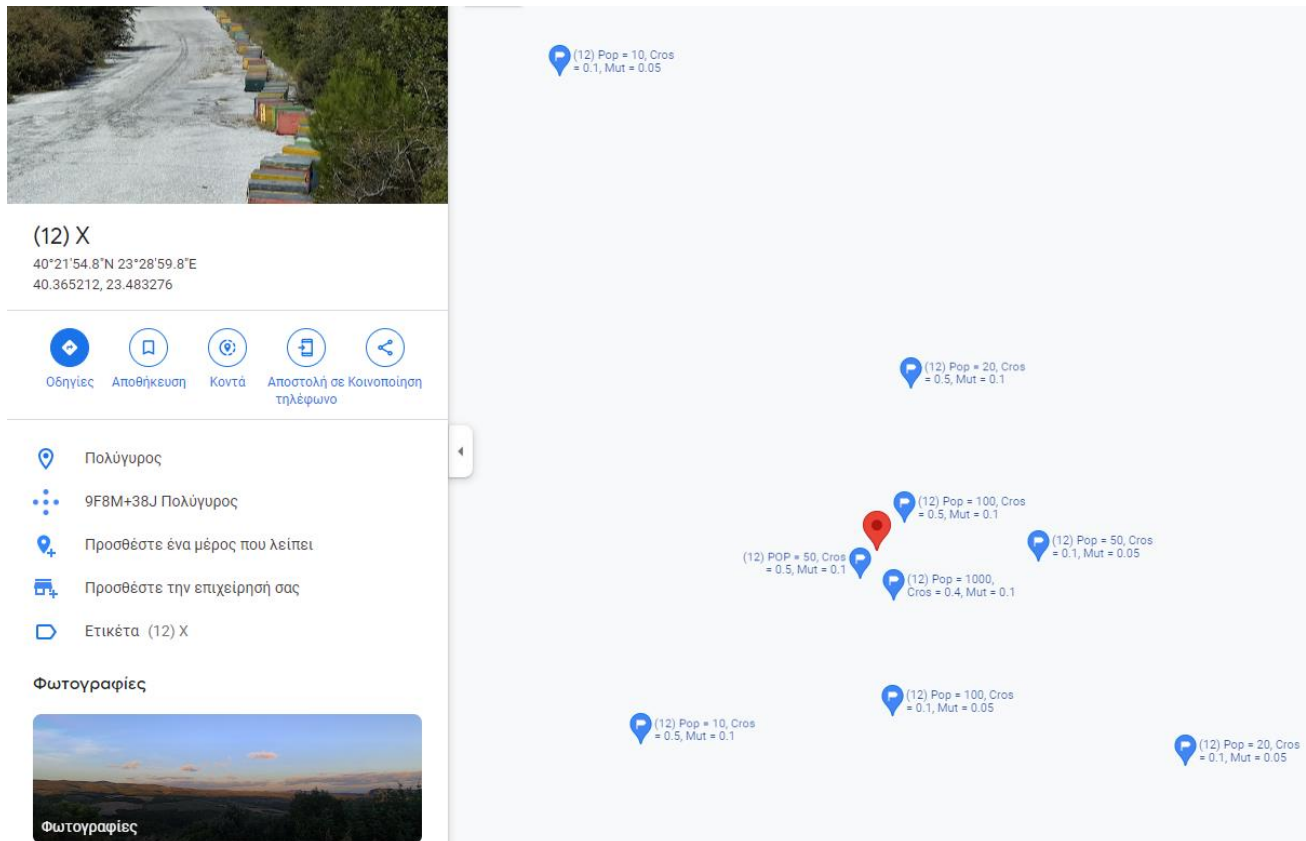 (12) X
40°21'54.8"N 23°28'59.8"E
40.365212, 23.483276
Οδηγίες
Αποθήκευση
Κοντά
Αποστολή σε
τηλέφωνο
Κοινοποίηση
Πολύγυρος
9F8M+38J Πολύγυρος
Προσθέστε ένα μέρος που λείπει
Προσθέστε την επιχείρησή σας
Ετικέτα (12) X
Φωτογραφίες
Φωτογραφίες
(12) Pop = 10, Cros
= 0.1, Mut = 0.05
(12) Pop = 20, Cros
= 0.5, Mut = 0.1
(12) Pop = 100, Cros
= 0.5, Mut = 0.1
(12) Pop = 50, Cros
= 0.1, Mut = 0.05
(12) POP = 50, Cros
= 0.5, Mut = 0.1
(12) Pop = 1000,
Cros = 0.4, Mut = 0.1
(12) Pop = 100, Cros
= 0.1, Mut = 0.05
(12) Pop = 10, Cros
= 0.5, Mut = 0.1
(12) Pop = 20, Cros
= 0.1, Mut = 0.05